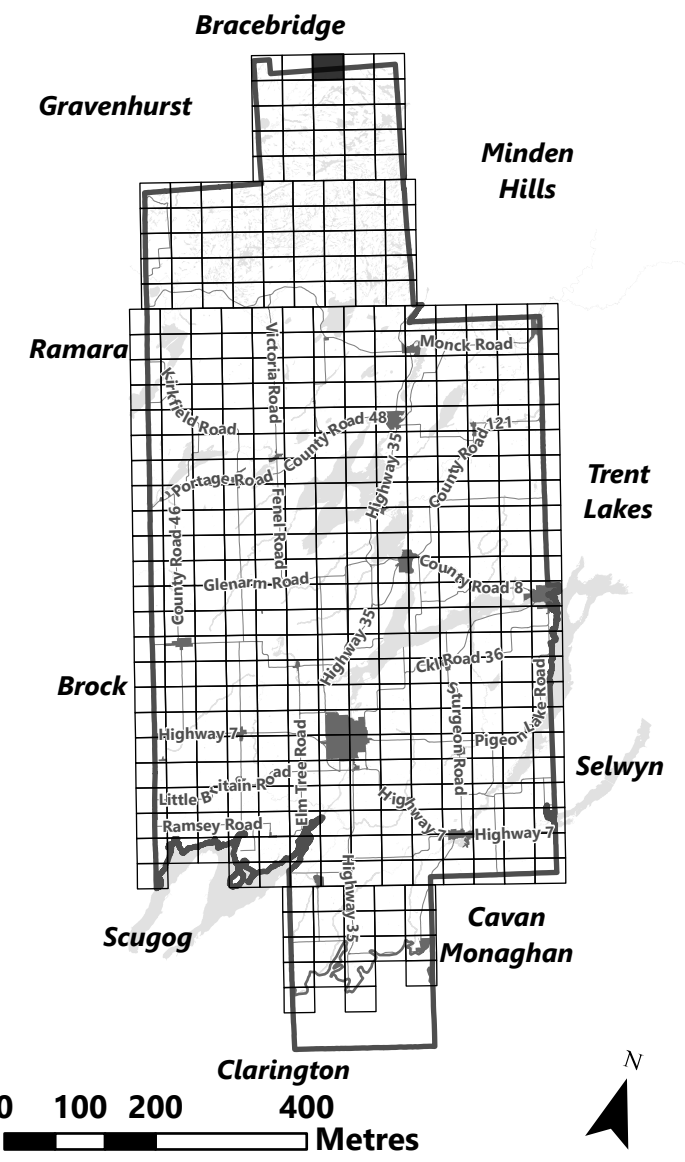 Bracebridge
Gravenhurst
Minden
Hills
Ramara
Victoria Road
Monck Road
Kirkfield Road
County Road 48
Highway 35
County Road 121
Portage Road
Trent
Lakes
County Road 46
Fenel Road
Glenarm Road
County Road 8
Highway 35
Ckl Road 36
Brock
Sturgeon Road
Pigeon Lake Road
Highway 7
Elm Tree Road
Selwyn
Little Britain Road
Highway 7
Ramsey Road
Highway 7
Highway 35
Scugog
Cavan
Monaghan
Clarington
N
0 100 200 400
Metres